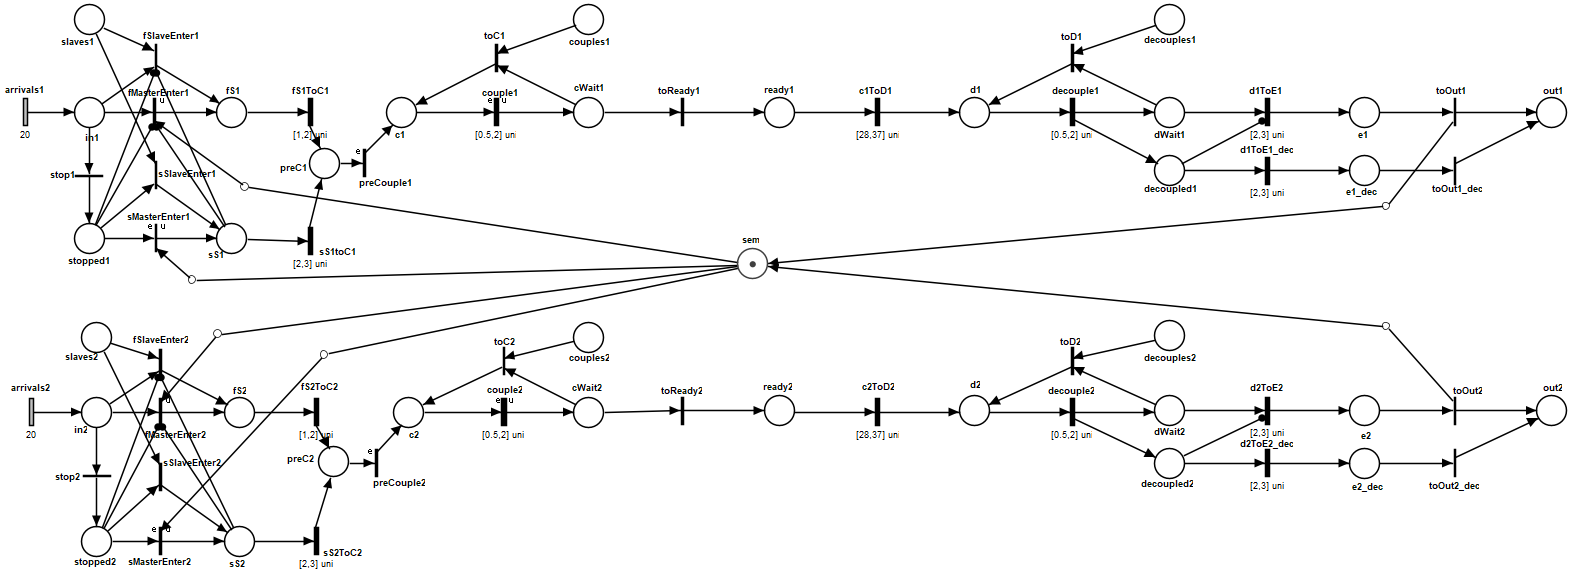 slaves1
fSlaveEnter1
toC1
couples1
toD1
decouples1
arrivals1
20
in1
fMasterEnter1
u
fS1
fS1ToC1
[1,2] uni
c1
couple1
e u
[0.5,2] uni
cWait1
toReady1
ready1
c1ToD1
[28,37] uni
d1
decouple1
[0.5,2] uni
dWait1
d1ToE1
[2,3] uni
e1
toOut1
out1
stop1
sSlaveEnter1
preC1
e
preCouple1
decoupled1
d1ToE1_dec
[2,3] uni
e1_dec
toOut1_dec
stopped1
sMasterEnter1
e u
sS1
sS1toC1
[2,3] uni
sem
slaves2
fSlaveEnter2
toC2
couples2
toD2
decouples2
arrivals2
20
in2
u
fMasterEnter2
fS2
fS2ToC2
[1,2] uni
c2
couple2
e u
[0.5,2] uni
cWait2
toReady2
ready2
c2ToD2
[28,37] uni
d2
decouple2
[0.5,2] uni
dWait2
d2ToE2
[2,3] uni
e2
toOut2
out2
stop2
sSlaveEnter2
preC2
e
preCouple2
decoupled2
d2ToE2_dec
[2,3] uni
e2_dec
toOut2_dec
stopped2
e u
sMasterEnter2
sS2
sS2ToC2
[2,3] uni